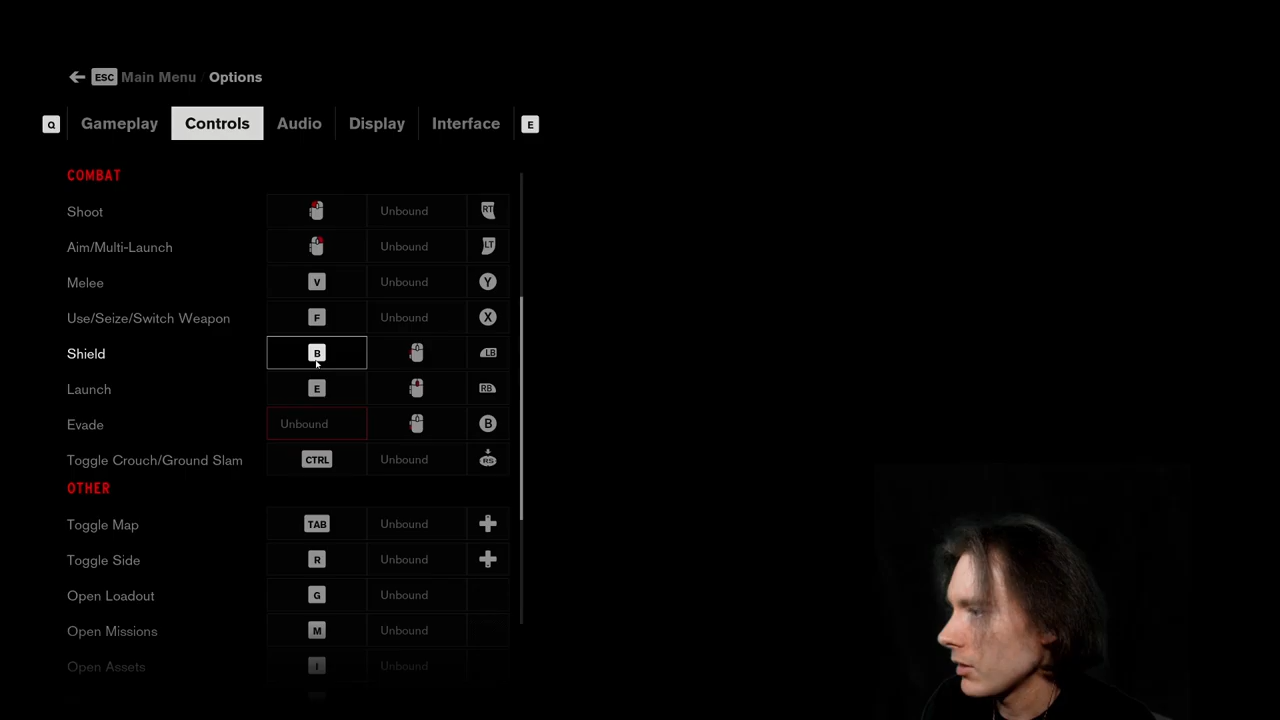 ESC Main Menu / Options
Q Gameplay Controls Audio Display Interface E
COMBAT
Shoot Unbound RT
Aim/Multi-Launch Unbound LT
Melee V Unbound Y
Use/Seize/Switch Weapon F Unbound X
Shield B LB
Launch E RB
Evade Unbound B
Toggle Crouch/Ground Slam CTRL Unbound RS
OTHER
Toggle Map TAB Unbound
Toggle Side R Unbound
Open Loadout G Unbound
Open Missions M Unbound
Open Assets I Unbound